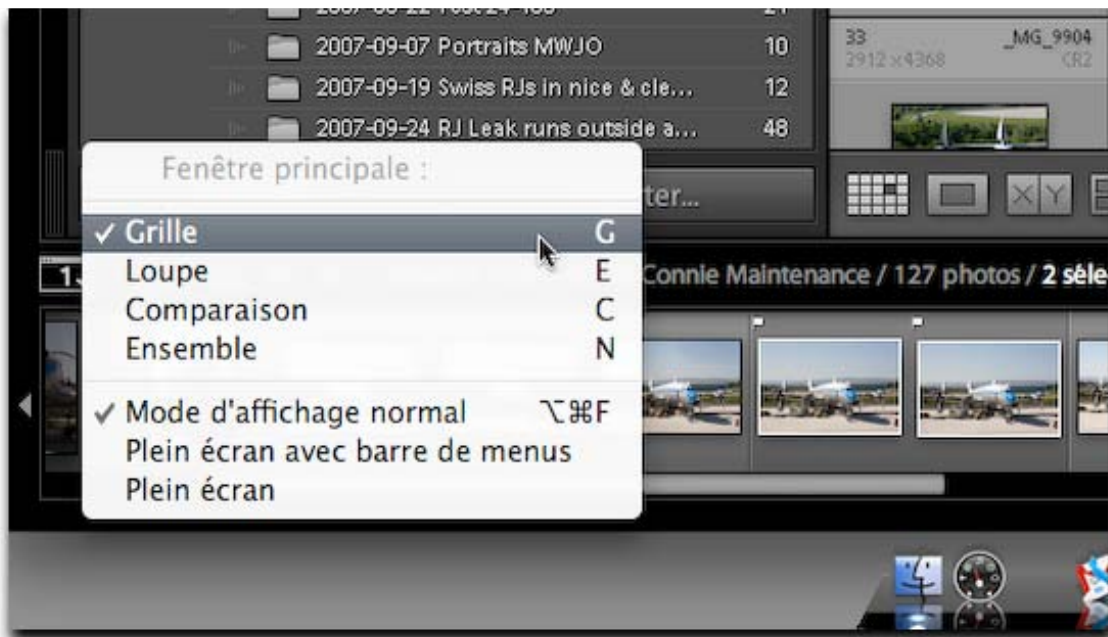 2007-09-07 Portraits MWJO 10
2007-09-19 Swiss RJs in nice & cle... 12
2007-09-24 RJ Leak runs outside a... 48
33 _MG_9904
2912 x 4368 CR2
Fenêtre principale :
✓ Grille G
Loupe E
Comparaison C
Ensemble N
✓ Mode d'affichage normal ⌥⌘F
Plein écran avec barre de menus
Plein écran
ter...
X Y
Connie Maintenance / 127 photos / 2 séle